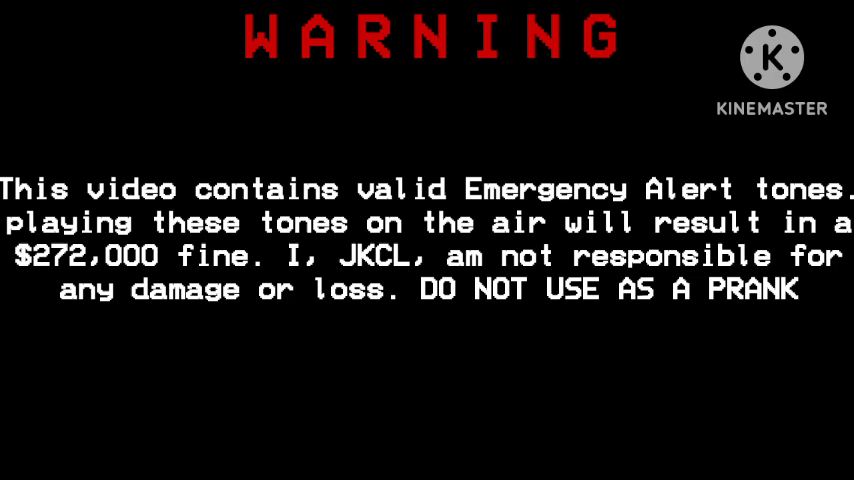 W A R N I N G
K
KINEMASTER
This video contains valid Emergency Alert tones.
playing these tones on the air will result in a
$272,000 fine. I, JKCL, am not responsible for
any damage or loss. DO NOT USE AS A PRANK